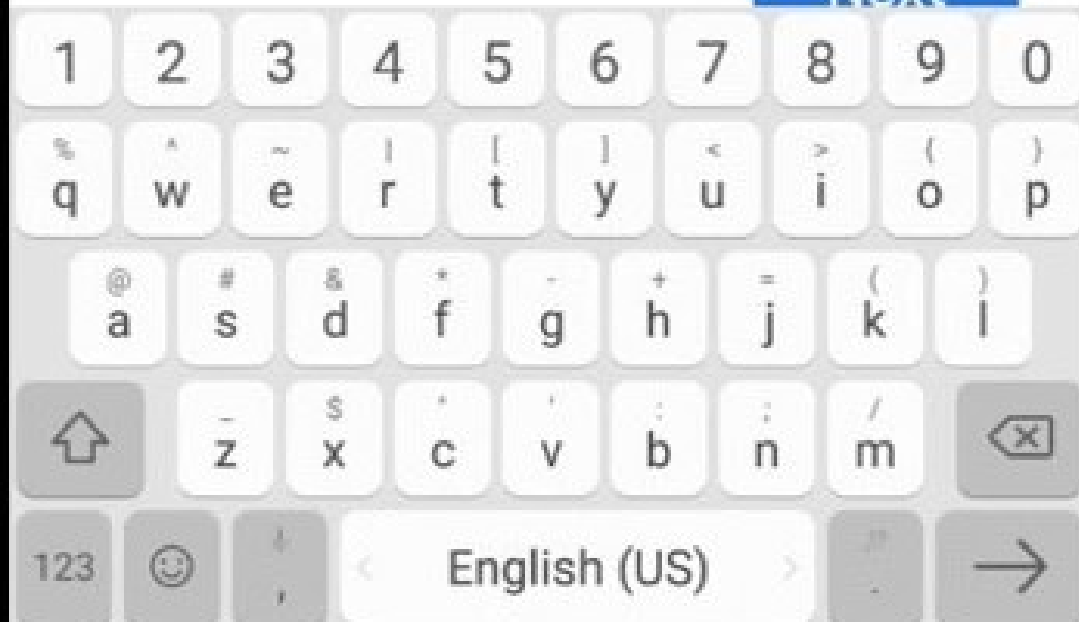 1 2 3 4 5 6 7 8 9 0
% ^ ~ | [ ] < > { }
q w e r t y u i o p
@ # & * - + = ( )
a s d f g h j k l
_ $ " ' : ; /
z x c v b n m
123 , English (US) .